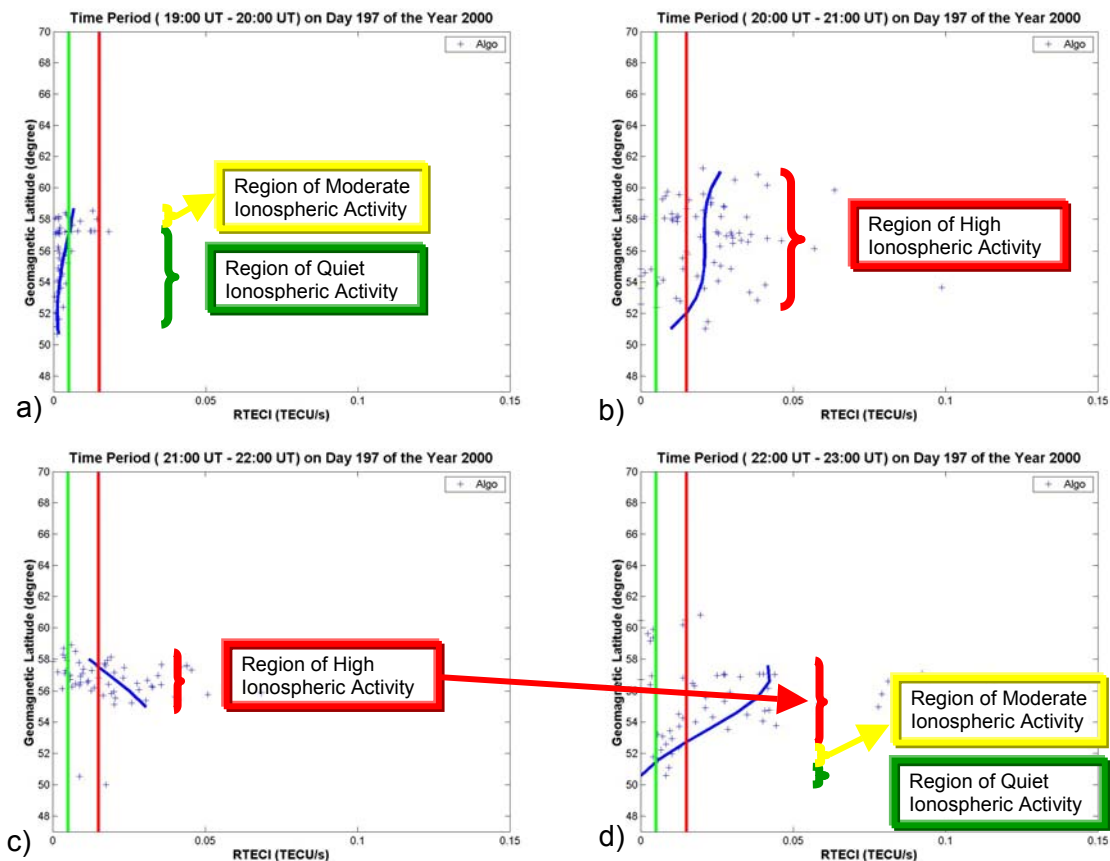 Time Period ( 19:00 UT - 20:00 UT) on Day 197 of the Year 2000
70
68
66
64
62
60
58
56
54
52
50
48
Geomagnetic Latitude (degree)
+ Algo
Region of Moderate
Ionospheric Activity
Region of Quiet
Ionospheric Activity
0
0.05
0.1
0.15
RTECI (TECU/s)
a)
Time Period ( 20:00 UT - 21:00 UT) on Day 197 of the Year 2000
70
68
66
64
62
60
58
56
54
52
50
48
Geomagnetic Latitude (degree)
+ Algo
Region of High
Ionospheric Activity
0
0.05
0.1
0.15
RTECI (TECU/s)
b)
Time Period ( 21:00 UT - 22:00 UT) on Day 197 of the Year 2000
70
68
66
64
62
60
58
56
54
52
50
48
Geomagnetic Latitude (degree)
+ Algo
Region of High
Ionospheric Activity
0
0.05
0.1
0.15
RTECI (TECU/s)
c)
Time Period ( 22:00 UT - 23:00 UT) on Day 197 of the Year 2000
70
68
66
64
62
60
58
56
54
52
50
48
Geomagnetic Latitude (degree)
+ Algo
Region of Moderate
Ionospheric Activity
Region of Quiet
Ionospheric Activity
0
0.05
0.1
0.15
RTECI (TECU/s)
d)